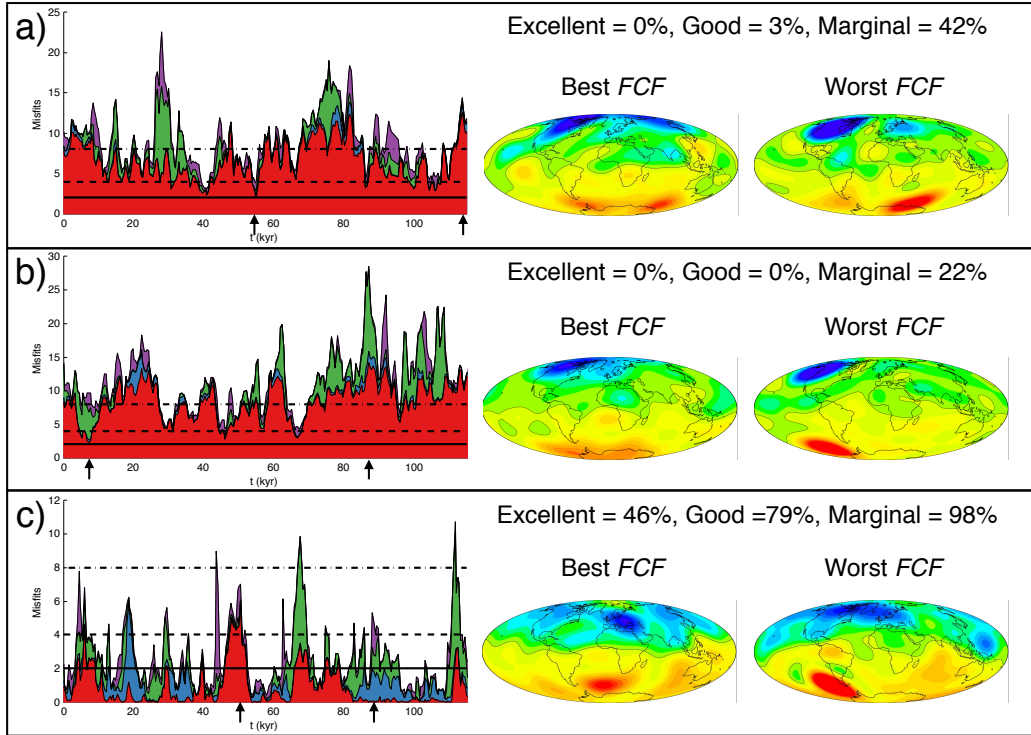 a)
Excellent = 0%, Good = 3%, Marginal = 42%
Best FCF
Worst FCF
Misfits
25
20
15
10
5
0
0 20 40 60 80 100
t (kyr)
b)
Excellent = 0%, Good = 0%, Marginal = 22%
Best FCF
Worst FCF
Misfits
30
25
20
15
10
5
0
0 20 40 60 80 100
t (kyr)
c)
Excellent = 46%, Good =79%, Marginal = 98%
Best FCF
Worst FCF
Misfits
12
10
8
6
4
2
0
0 20 40 60 80 100
t (kyr)